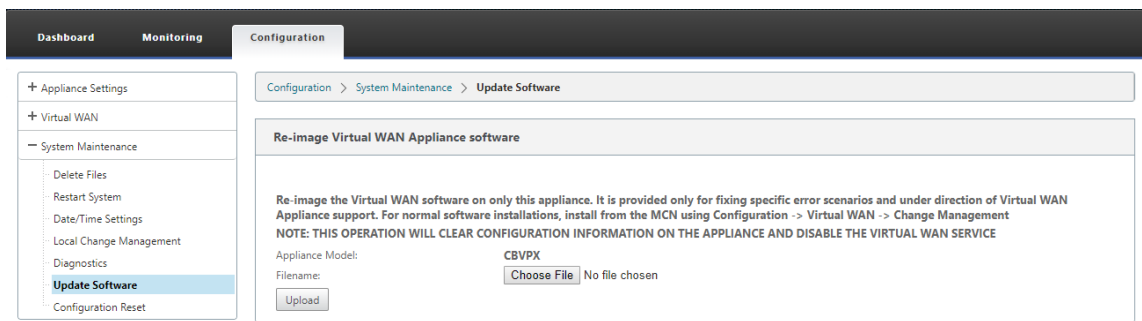 Dashboard Monitoring Configuration
+ Appliance Settings
+ Virtual WAN
− System Maintenance
Delete Files
Restart System
Date/Time Settings
Local Change Management
Diagnostics
Update Software
Configuration Reset
Configuration > System Maintenance > Update Software
Re-image Virtual WAN Appliance software
Re-image the Virtual WAN software on only this appliance. It is provided only for fixing specific error scenarios and under direction of Virtual WAN
Appliance support. For normal software installations, install from the MCN using Configuration -> Virtual WAN -> Change Management
NOTE: THIS OPERATION WILL CLEAR CONFIGURATION INFORMATION ON THE APPLIANCE AND DISABLE THE VIRTUAL WAN SERVICE
Appliance Model: CBVPX
Filename: Choose File No file chosen
Upload